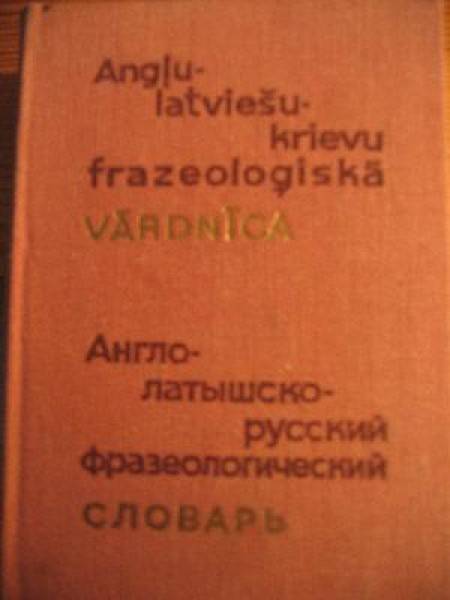 Angļu-
latviešu-
krievu
frazeoloģiskā
VĀRDNĪCA
Англо-
латышско-
русский
фразеологический
СЛОВАРЬ